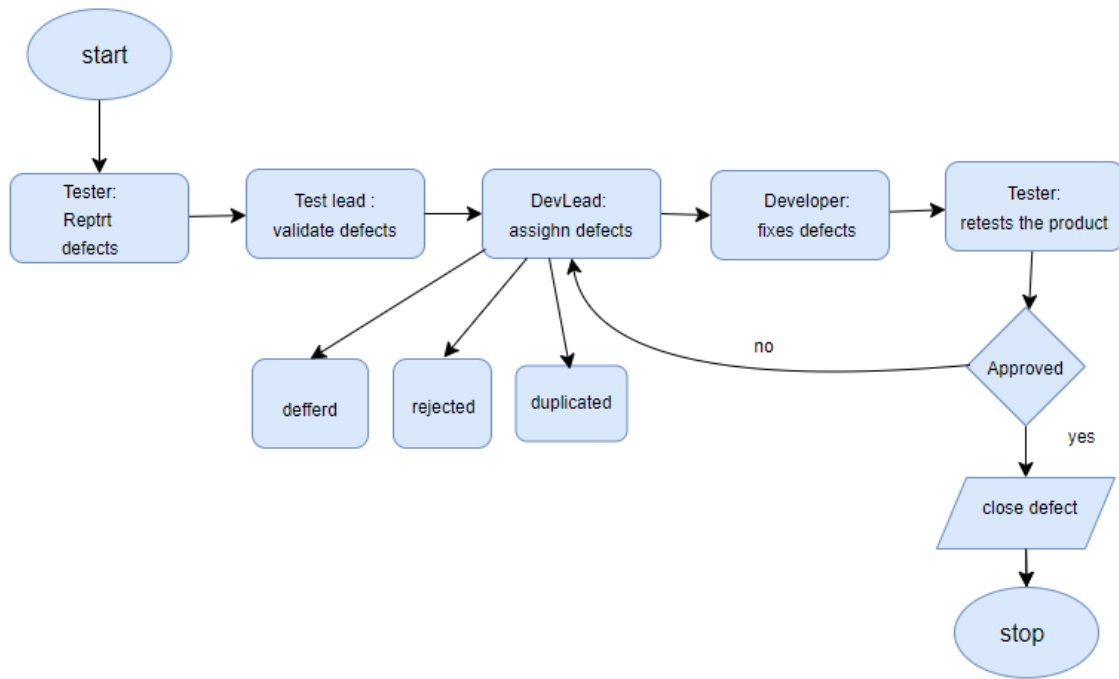 start
Tester:
Reptrt
defects
Test lead :
validate defects
DevLead:
assighn defects
Developer:
fixes defects
Tester:
retests the product
defferd
rejected
duplicated
no
Approved
yes
close defect
stop